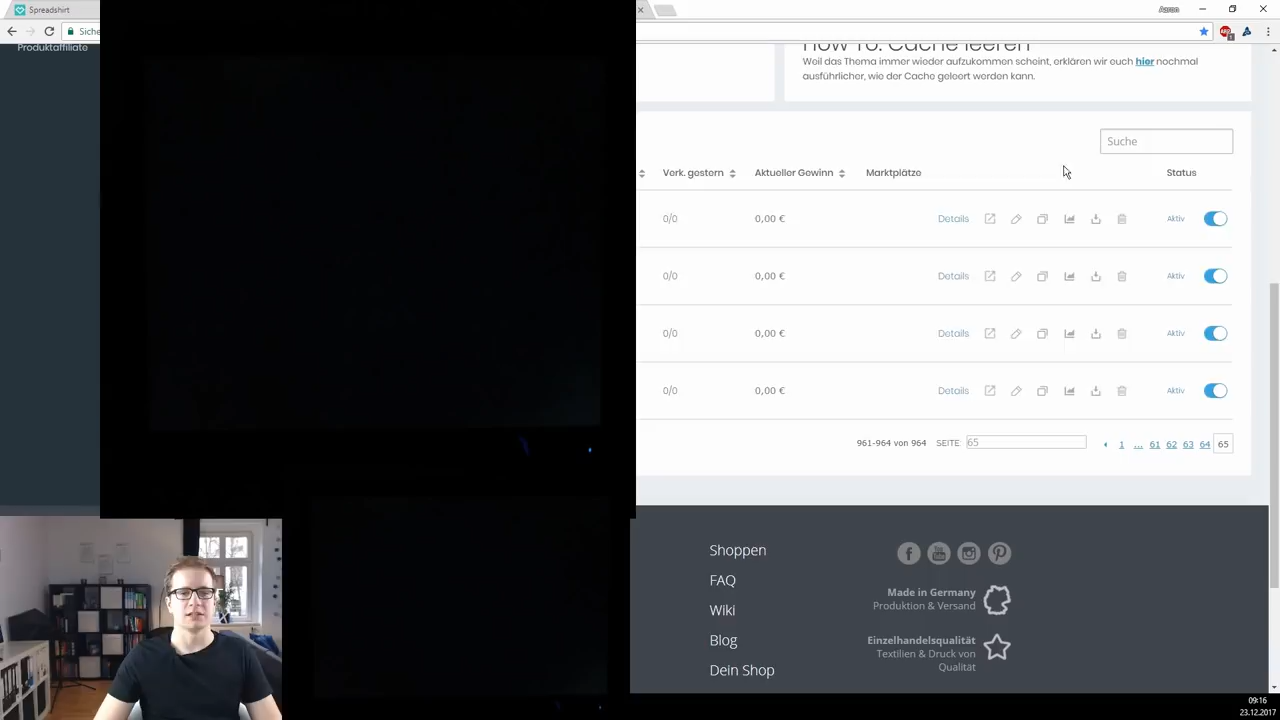 Spreadshirt
Aaron
Siche
Produktaffiliate
How To: Cache leeren
Weil das Thema immer wieder aufzukommen scheint, erklären wir euch hier nochmal
ausführlicher, wie der Cache geleert werden kann.
Suche
Verk. gestern Aktueller Gewinn Marktplätze Status
0/0 0,00 € Details Aktiv
0/0 0,00 € Details Aktiv
0/0 0,00 € Details Aktiv
0/0 0,00 € Details Aktiv
961-964 von 964 SEITE: 65 1 ... 61 62 63 64 65
Shoppen
FAQ
Wiki
Blog
Dein Shop
Made in Germany
Produktion & Versand
Einzelhandelsqualität
Textilien & Druck von
Qualität
09:16
23.12.2017